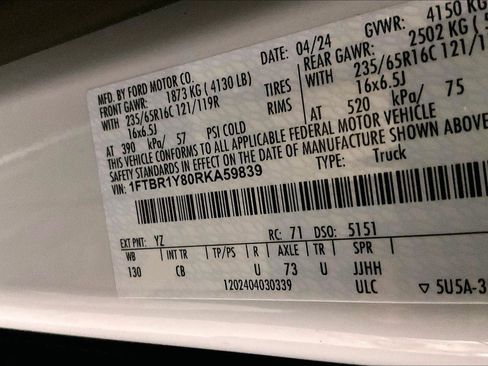 MFD. BY FORD MOTOR CO.
DATE: 04/24
GVWR: 4150 KG
FRONT GAWR: 1873 KG ( 4130 LB)
REAR GAWR: 2502 KG ( 5
WITH 235/65R16C 121/119R TIRES
WITH 235/65R16C 121/
16x6.5J RIMS
16x6.5J
AT 390 kPa/ 57 PSI COLD
AT 520 kPa/ 75
THIS VEHICLE CONFORMS TO ALL APPLICABLE FEDERAL MOTOR VEHICLE
SAFETY STANDARDS IN EFFECT ON THE DATE OF MANUFACTURE SHOWN ABOVE
VIN: 1FTBR1Y80RKA59839
TYPE: Truck
EXT PNT: YZ RC: 71 DSO: 5151
WB INT TR TP/PS R AXLE TR SPR
130 CB U 73 U JJHH
1202404030339 ULC ▽ 5U5A-3